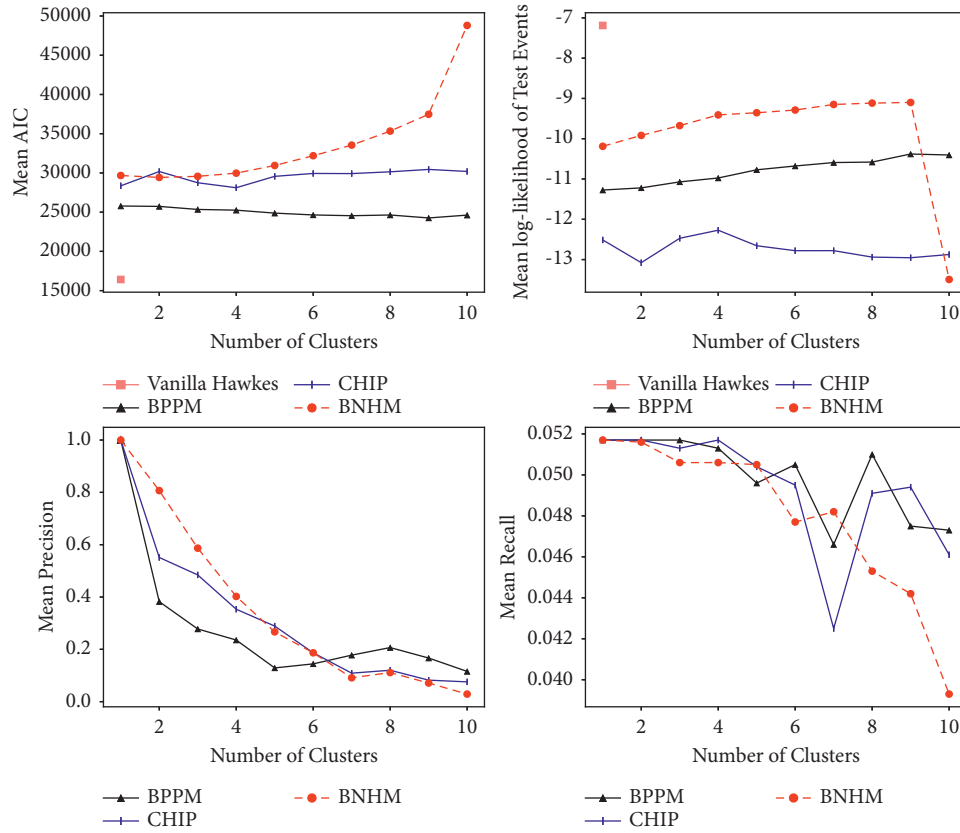 50000
45000
40000
35000
30000
25000
20000
15000
Mean AIC
2 4 6 8 10
Number of Clusters
Vanilla Hawkes CHIP
BPPM BNHM
-7
-8
-9
-10
-11
-12
-13
Mean log-likelihood of Test Events
2 4 6 8 10
Number of Clusters
Vanilla Hawkes CHIP
BPPM BNHM
1.0
0.8
0.6
0.4
0.2
0.0
Mean Precision
2 4 6 8 10
Number of Clusters
BPPM BNHM
CHIP
0.052
0.050
0.048
0.046
0.044
0.042
0.040
Mean Recall
2 4 6 8 10
Number of Clusters
BPPM BNHM
CHIP